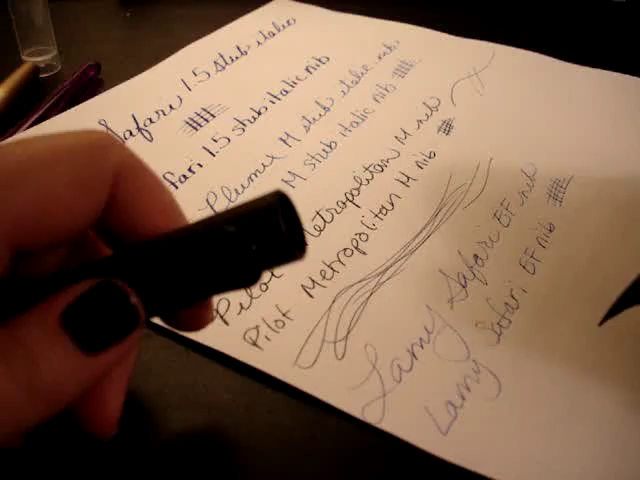 Safari 1.5 stub italic
fari 1.5 stub italic nib
Plumix M stub italic nib
M stub italic nib
Pilot Metropolitan M nib
Pilot Metropolitan M nib
Lamy Safari EF nib
Lamy Safari EF nib